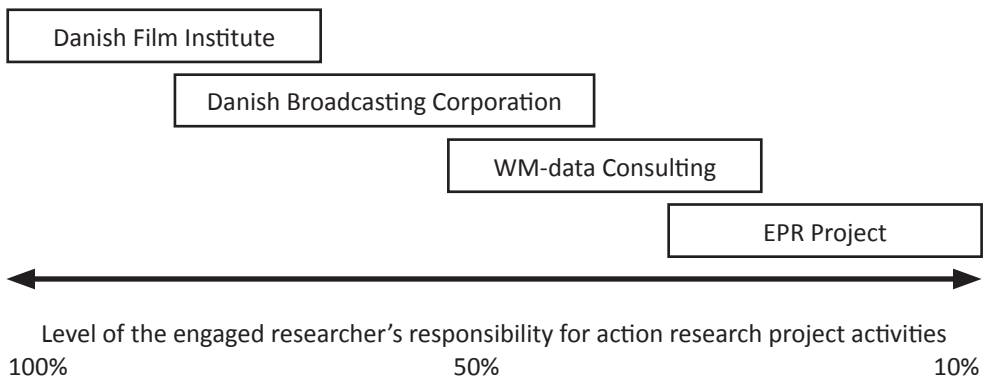 Danish Film Institute
Danish Broadcasting Corporation
WM-data Consulting
EPR Project
Level of the engaged researcher’s responsibility for action research project activities
100% 50% 10%